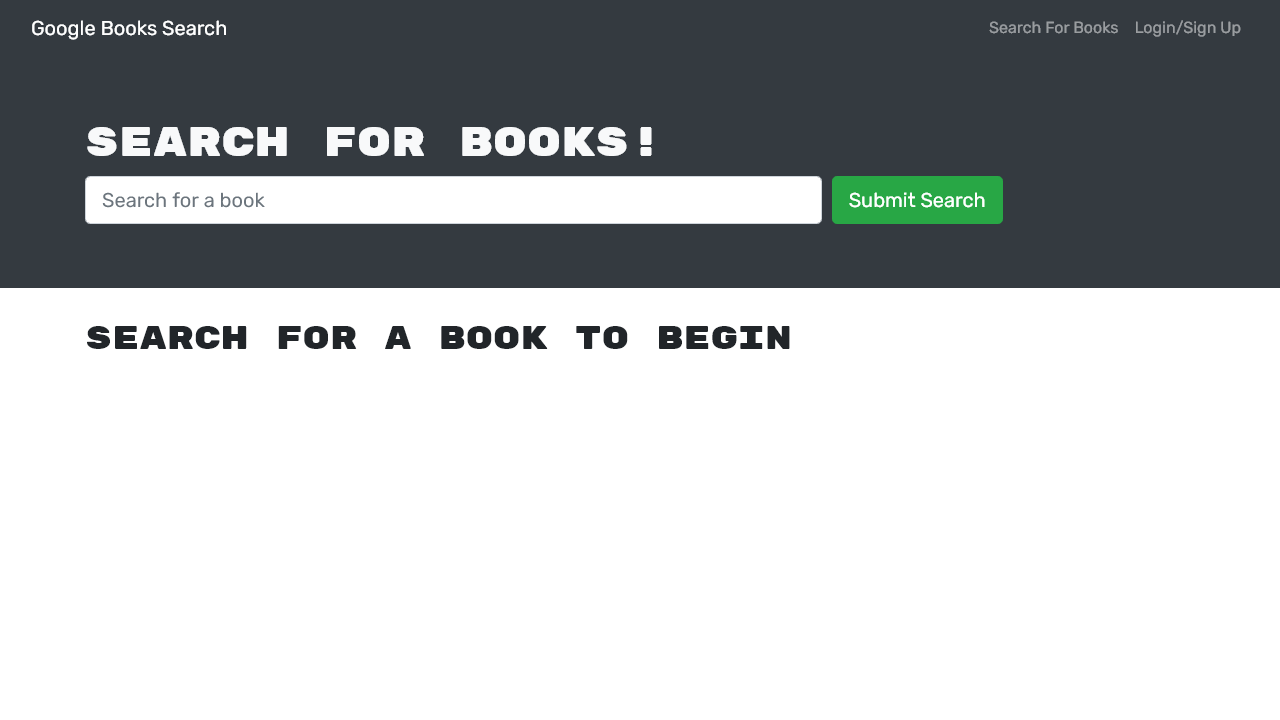 Google Books Search
Search For Books Login/Sign Up
SEARCH FOR BOOKS!
Search for a book
Submit Search
SEARCH FOR A BOOK TO BEGIN